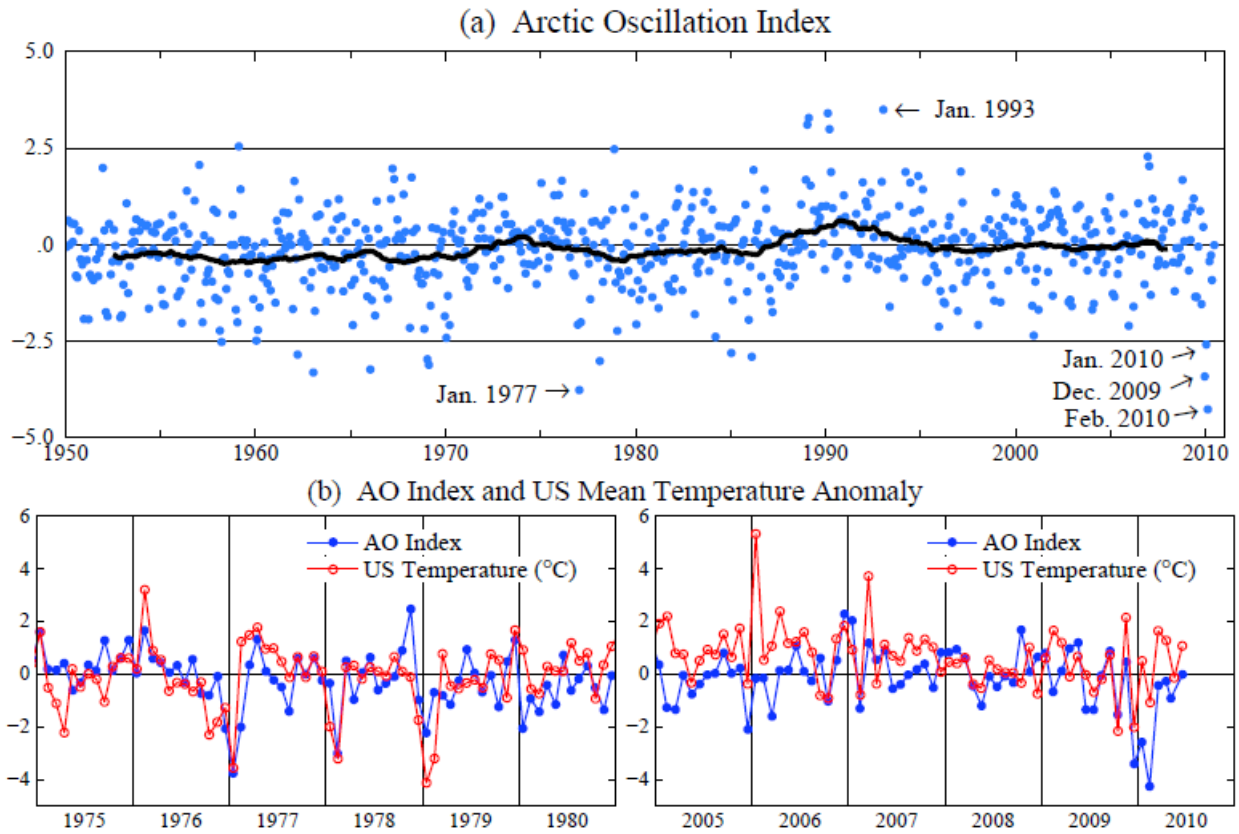 (a) Arctic Oscillation Index
5.0
2.5
.0
−2.5
−5.0
← Jan. 1993
Jan. 1977 →
Jan. 2010 →
Dec. 2009 →
Feb. 2010 →
1950 1960 1970 1980 1990 2000 2010
(b) AO Index and US Mean Temperature Anomaly
6
4
2
0
−2
−4
AO Index
US Temperature (°C)
1975 1976 1977 1978 1979 1980
6
4
2
0
−2
−4
AO Index
US Temperature (°C)
2005 2006 2007 2008 2009 2010